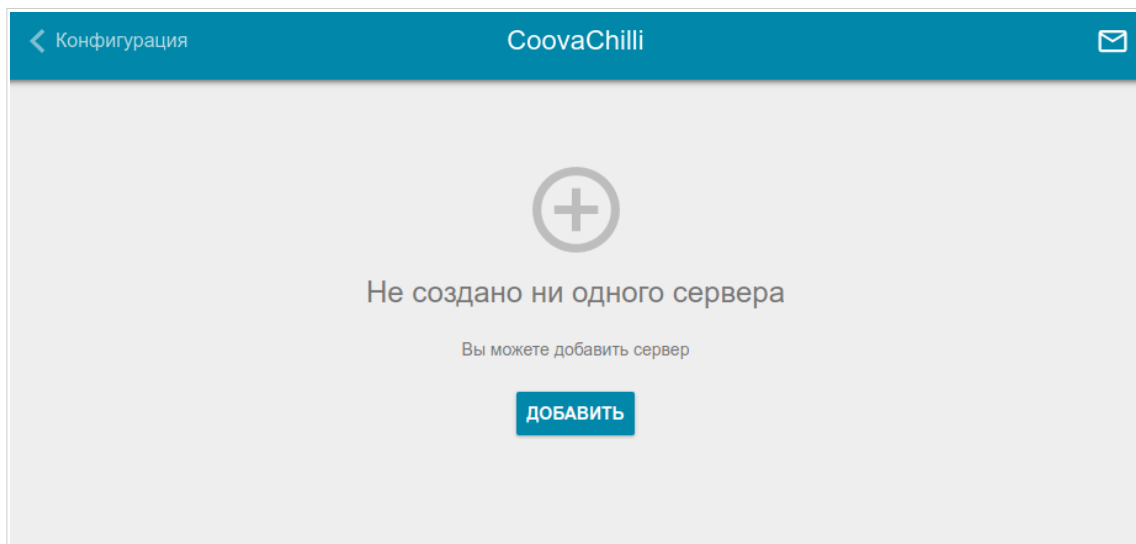 Конфигурация
CoovaChilli
Не создано ни одного сервера
Вы можете добавить сервер
ДОБАВИТЬ